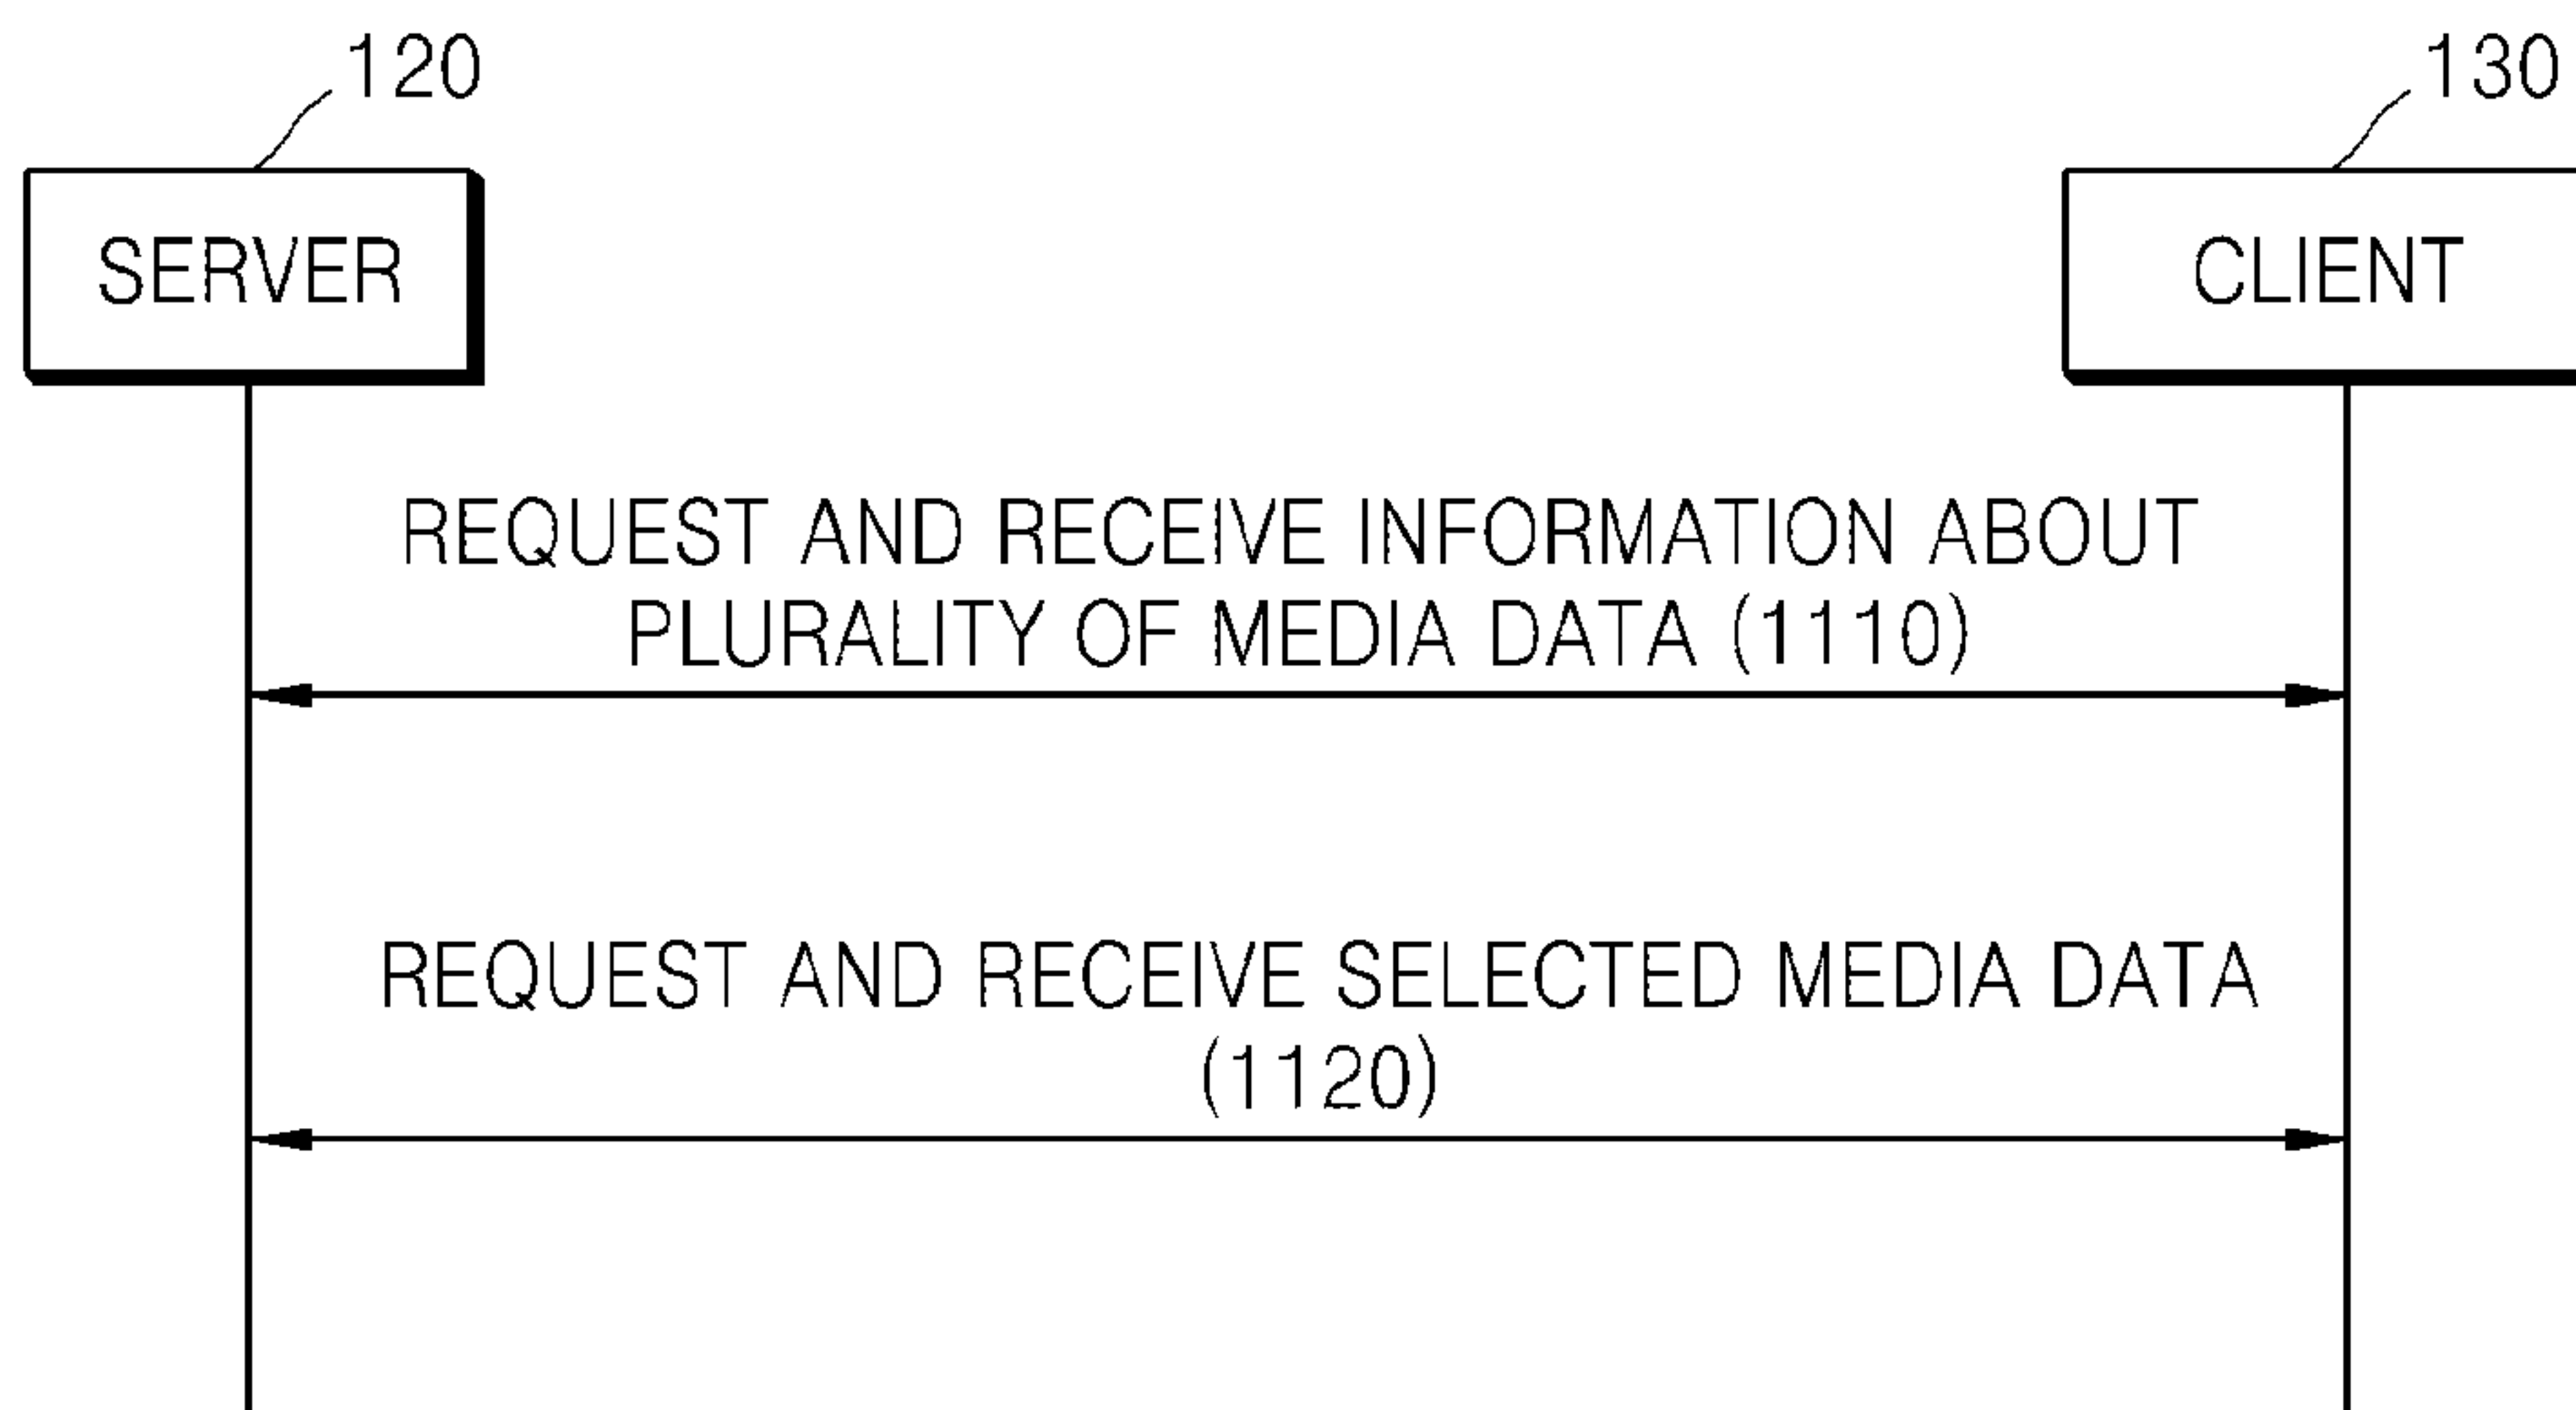 120
130
SERVER
CLIENT
REQUEST AND RECEIVE INFORMATION ABOUT
PLURALITY OF MEDIA DATA (1110)
REQUEST AND RECEIVE SELECTED MEDIA DATA
(1120)